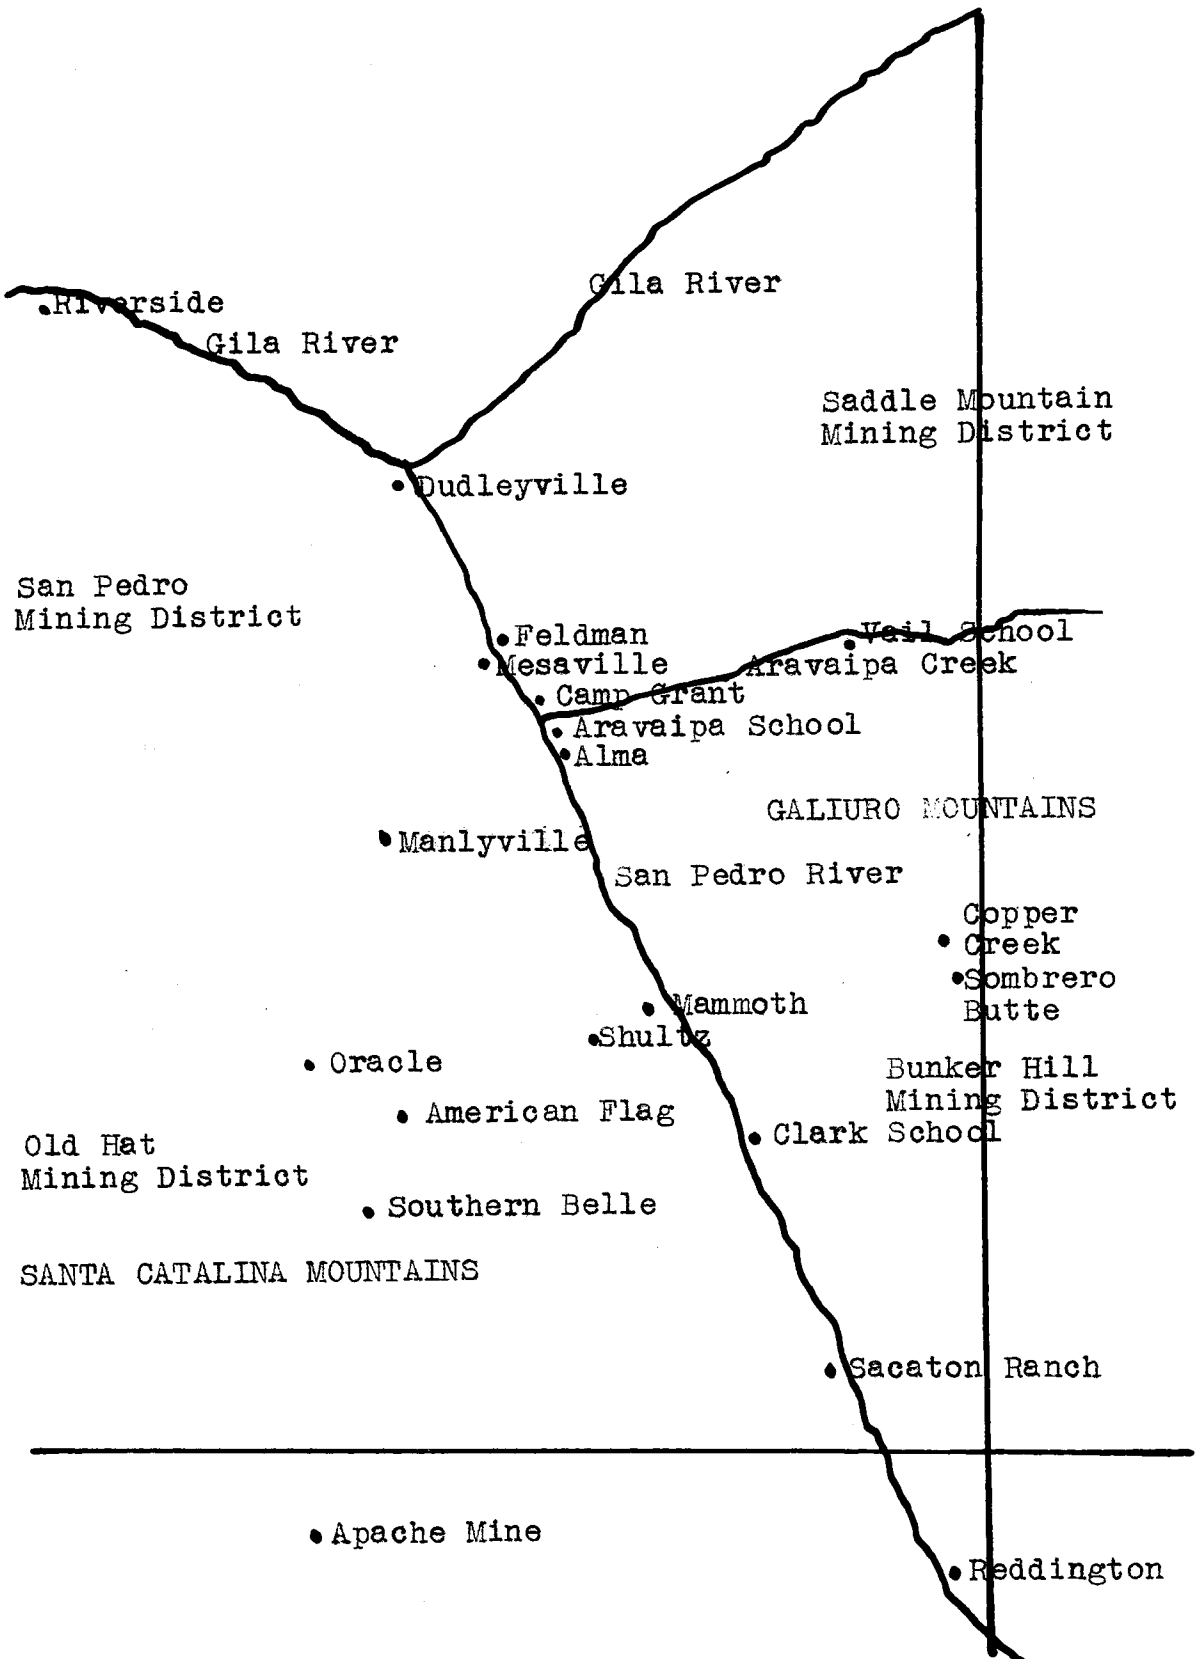 Gila River
Riverside
Gila River
Saddle Mountain
Mining District
Dudleyville
San Pedro
Mining District
Feldman
Vail School
Mesaville
Aravaipa Creek
Camp Grant
Aravaipa School
Alma
GALIURO MOUNTAINS
Manlyville
San Pedro River
Copper
Creek
Sombrero
Butte
Mammoth
Shultz
Oracle
Bunker Hill
Mining District
American Flag
Clark School
Old Hat
Mining District
Southern Belle
SANTA CATALINA MOUNTAINS
Sacaton Ranch
Apache Mine
Reddington